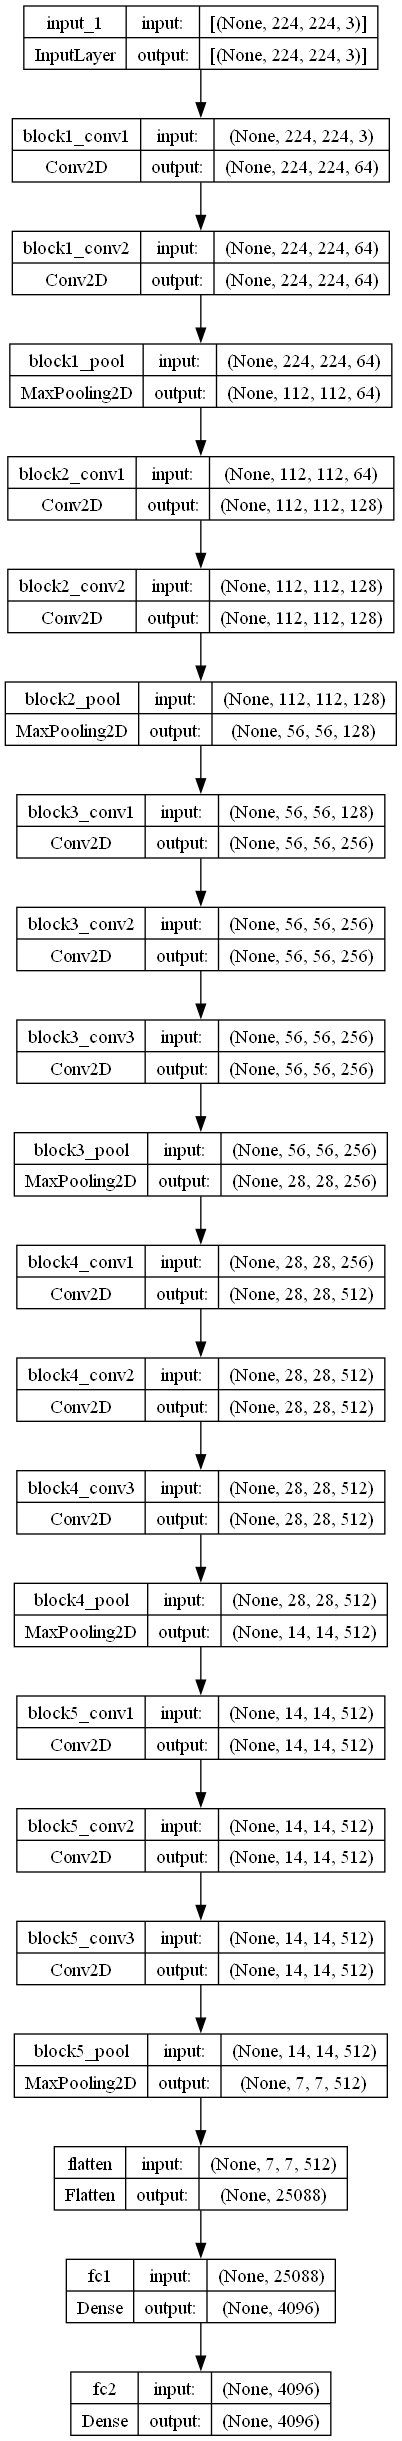 input_1 input: [(None, 224, 224, 3)]
InputLayer output: [(None, 224, 224, 3)]
block1_conv1 input: (None, 224, 224, 3)
Conv2D output: (None, 224, 224, 64)
block1_conv2 input: (None, 224, 224, 64)
Conv2D output: (None, 224, 224, 64)
block1_pool input: (None, 224, 224, 64)
MaxPooling2D output: (None, 112, 112, 64)
block2_conv1 input: (None, 112, 112, 64)
Conv2D output: (None, 112, 112, 128)
block2_conv2 input: (None, 112, 112, 128)
Conv2D output: (None, 112, 112, 128)
block2_pool input: (None, 112, 112, 128)
MaxPooling2D output: (None, 56, 56, 128)
block3_conv1 input: (None, 56, 56, 128)
Conv2D output: (None, 56, 56, 256)
block3_conv2 input: (None, 56, 56, 256)
Conv2D output: (None, 56, 56, 256)
block3_conv3 input: (None, 56, 56, 256)
Conv2D output: (None, 56, 56, 256)
block3_pool input: (None, 56, 56, 256)
MaxPooling2D output: (None, 28, 28, 256)
block4_conv1 input: (None, 28, 28, 256)
Conv2D output: (None, 28, 28, 512)
block4_conv2 input: (None, 28, 28, 512)
Conv2D output: (None, 28, 28, 512)
block4_conv3 input: (None, 28, 28, 512)
Conv2D output: (None, 28, 28, 512)
block4_pool input: (None, 28, 28, 512)
MaxPooling2D output: (None, 14, 14, 512)
block5_conv1 input: (None, 14, 14, 512)
Conv2D output: (None, 14, 14, 512)
block5_conv2 input: (None, 14, 14, 512)
Conv2D output: (None, 14, 14, 512)
block5_conv3 input: (None, 14, 14, 512)
Conv2D output: (None, 14, 14, 512)
block5_pool input: (None, 14, 14, 512)
MaxPooling2D output: (None, 7, 7, 512)
flatten input: (None, 7, 7, 512)
Flatten output: (None, 25088)
fc1 input: (None, 25088)
Dense output: (None, 4096)
fc2 input: (None, 4096)
Dense output: (None, 4096)